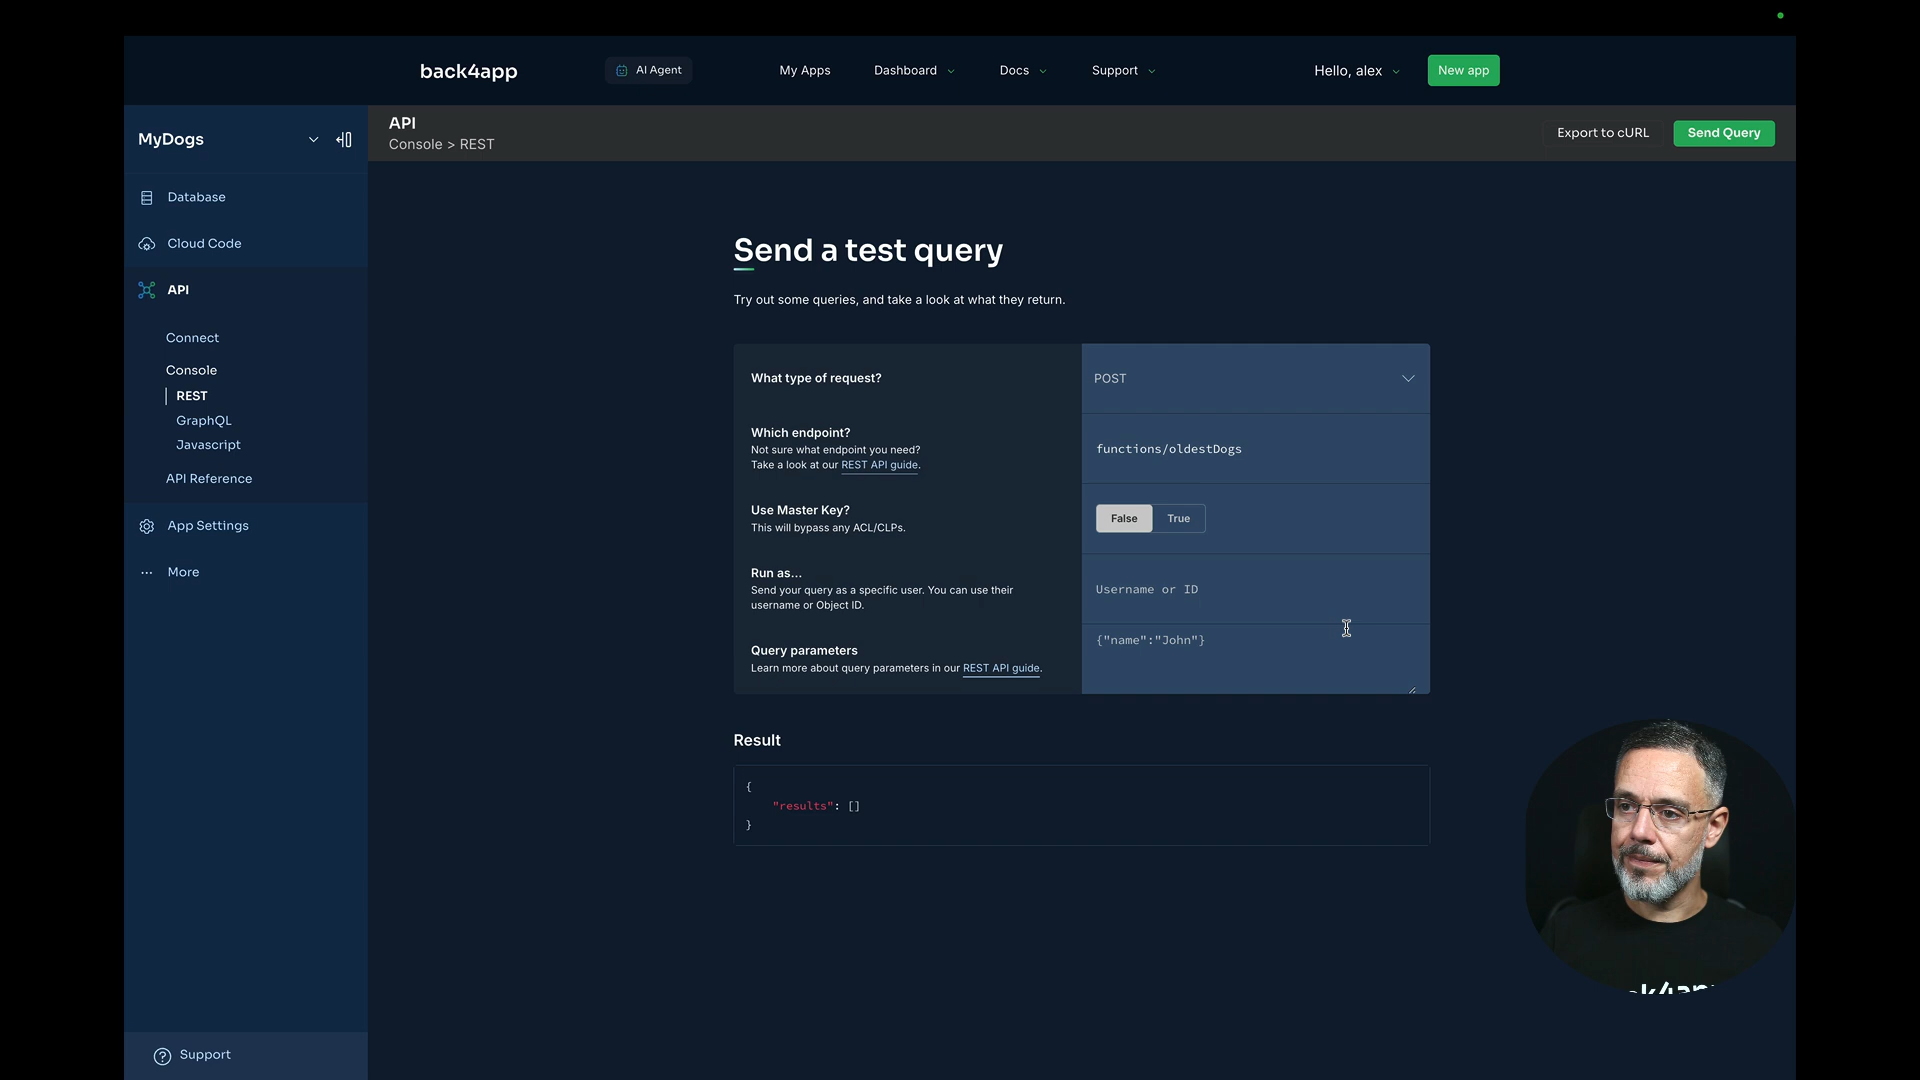 back4app
AI Agent
My Apps
Dashboard
Docs
Support
Hello, alex
New app
MyDogs
API
Console > REST
Export to cURL
Send Query
Database
Cloud Code
API
Connect
Console
REST
GraphQL
Javascript
API Reference
App Settings
More
Support
Send a test query
Try out some queries, and take a look at what they return.
What type of request?
POST
Which endpoint?
Not sure what endpoint you need?
Take a look at our REST API guide.
functions/oldestDogs
Use Master Key?
This will bypass any ACL/CLPs.
False
True
Run as...
Send your query as a specific user. You can use their
username or Object ID.
Username or ID
Query parameters
Learn more about query parameters in our REST API guide.
{"name":"John"}
Result
{
"results": []
}